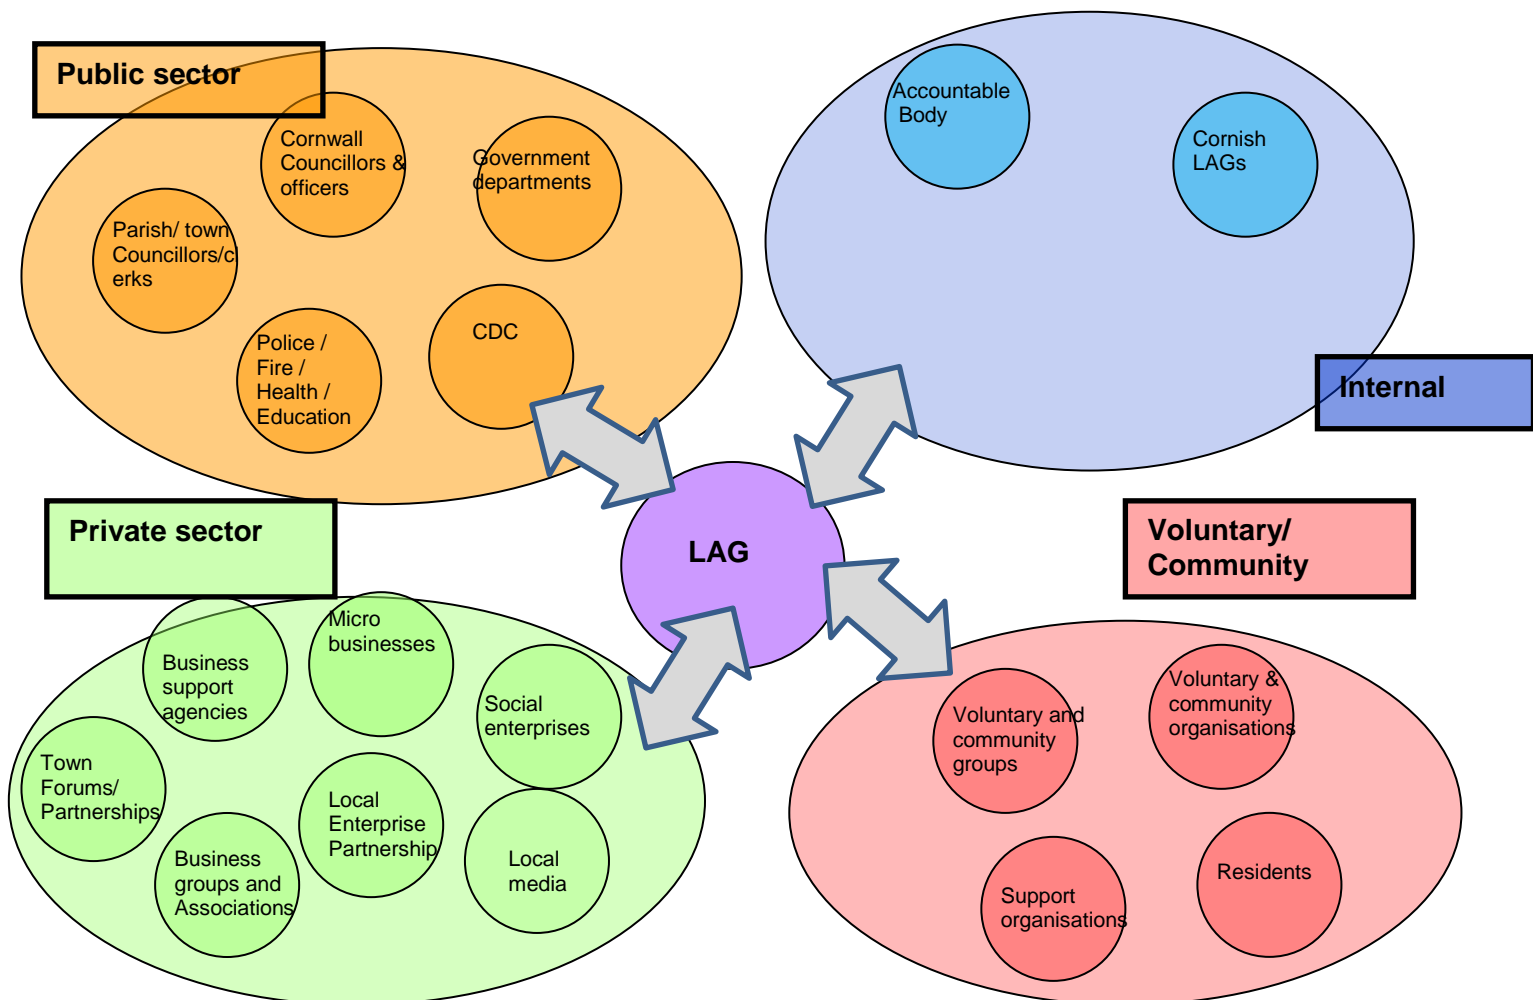 Public sector
Cornwall
Councillors &
officers
Government
departments
Parish/ town
Councillors/cl
erks
Police /
Fire /
Health /
Education
CDC
Accountable
Body
Cornish
LAGs
Internal
LAG
Private sector
Micro
businesses
Business
support
agencies
Social
enterprises
Town
Forums/
Partnerships
Local
Enterprise
Partnership
Business
groups and
Associations
Local
media
Voluntary/
Community
Voluntary and
community
groups
Voluntary &
community
organisations
Support
organisations
Residents